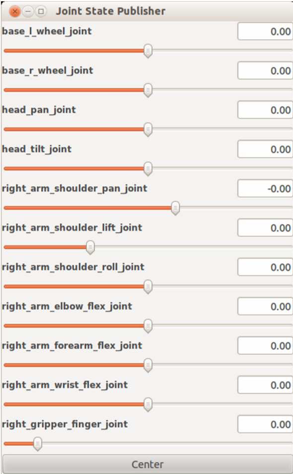 Joint State Publisher
base_l_wheel_joint 0.00
base_r_wheel_joint 0.00
head_pan_joint 0.00
head_tilt_joint 0.00
right_arm_shoulder_pan_joint -0.00
right_arm_shoulder_lift_joint 0.00
right_arm_shoulder_roll_joint 0.00
right_arm_elbow_flex_joint 0.00
right_arm_forearm_flex_joint 0.00
right_arm_wrist_flex_joint 0.00
right_gripper_finger_joint 0.00
Center